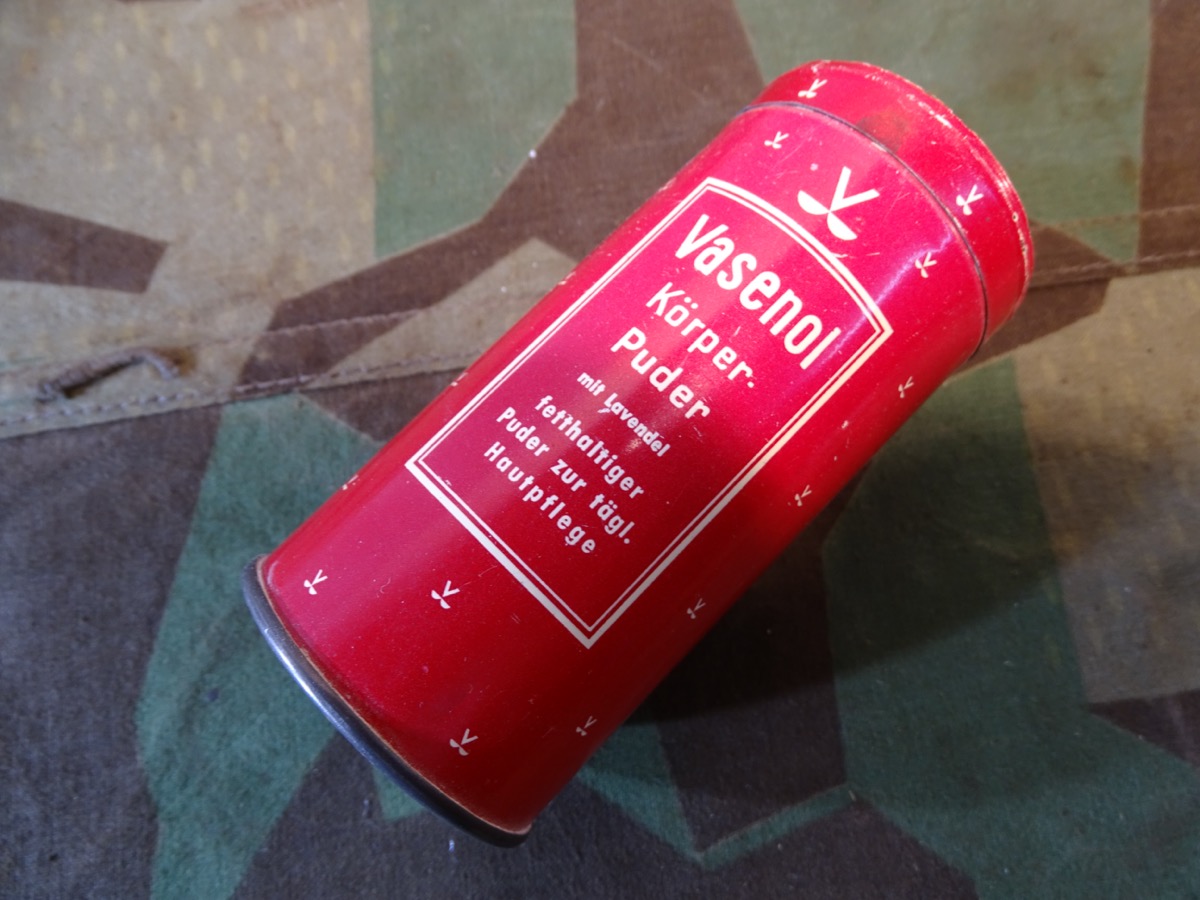 Vasenol
Körper-
Puder
mit Lavendel
fetthaltiger
Puder zur tägl.
Hautpflege